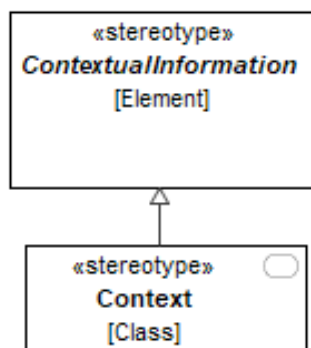 «stereotype»
ContextualInformation
[Element]
«stereotype»
Context
[Class]